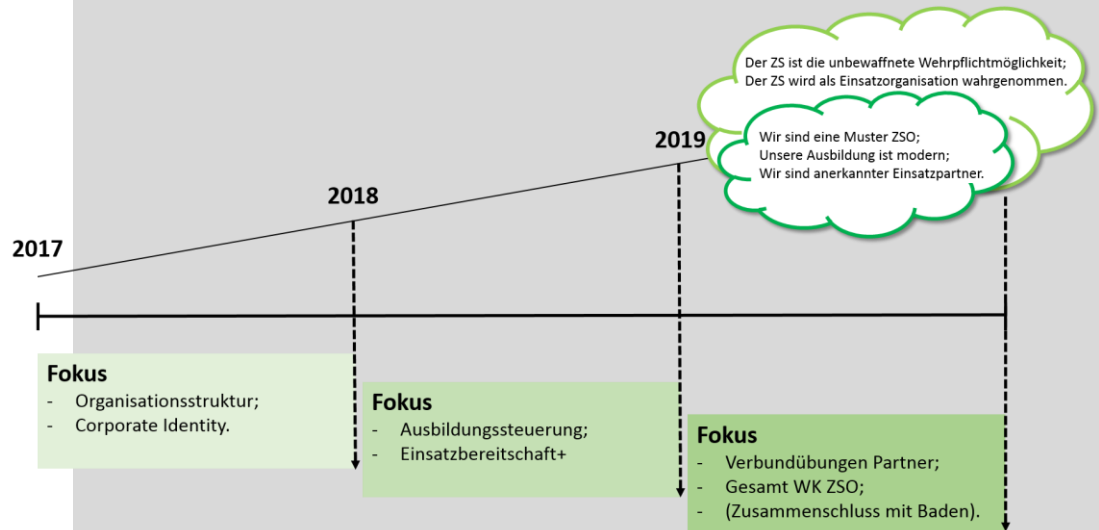 Der ZS ist die unbewaffnete Wehrpflichtmöglichkeit;
Der ZS wird als Einsatzorganisation wahrgenommen.
Wir sind eine Muster ZSO;
Unsere Ausbildung ist modern;
Wir sind anerkannter Einsatzpartner.
2019
2018
2017
Fokus
- Organisationsstruktur;
- Corporate Identity.
Fokus
- Ausbildungssteuerung;
- Einsatzbereitschaft+
Fokus
- Verbundübungen Partner;
- Gesamt WK ZSO;
- (Zusammenschluss mit Baden).